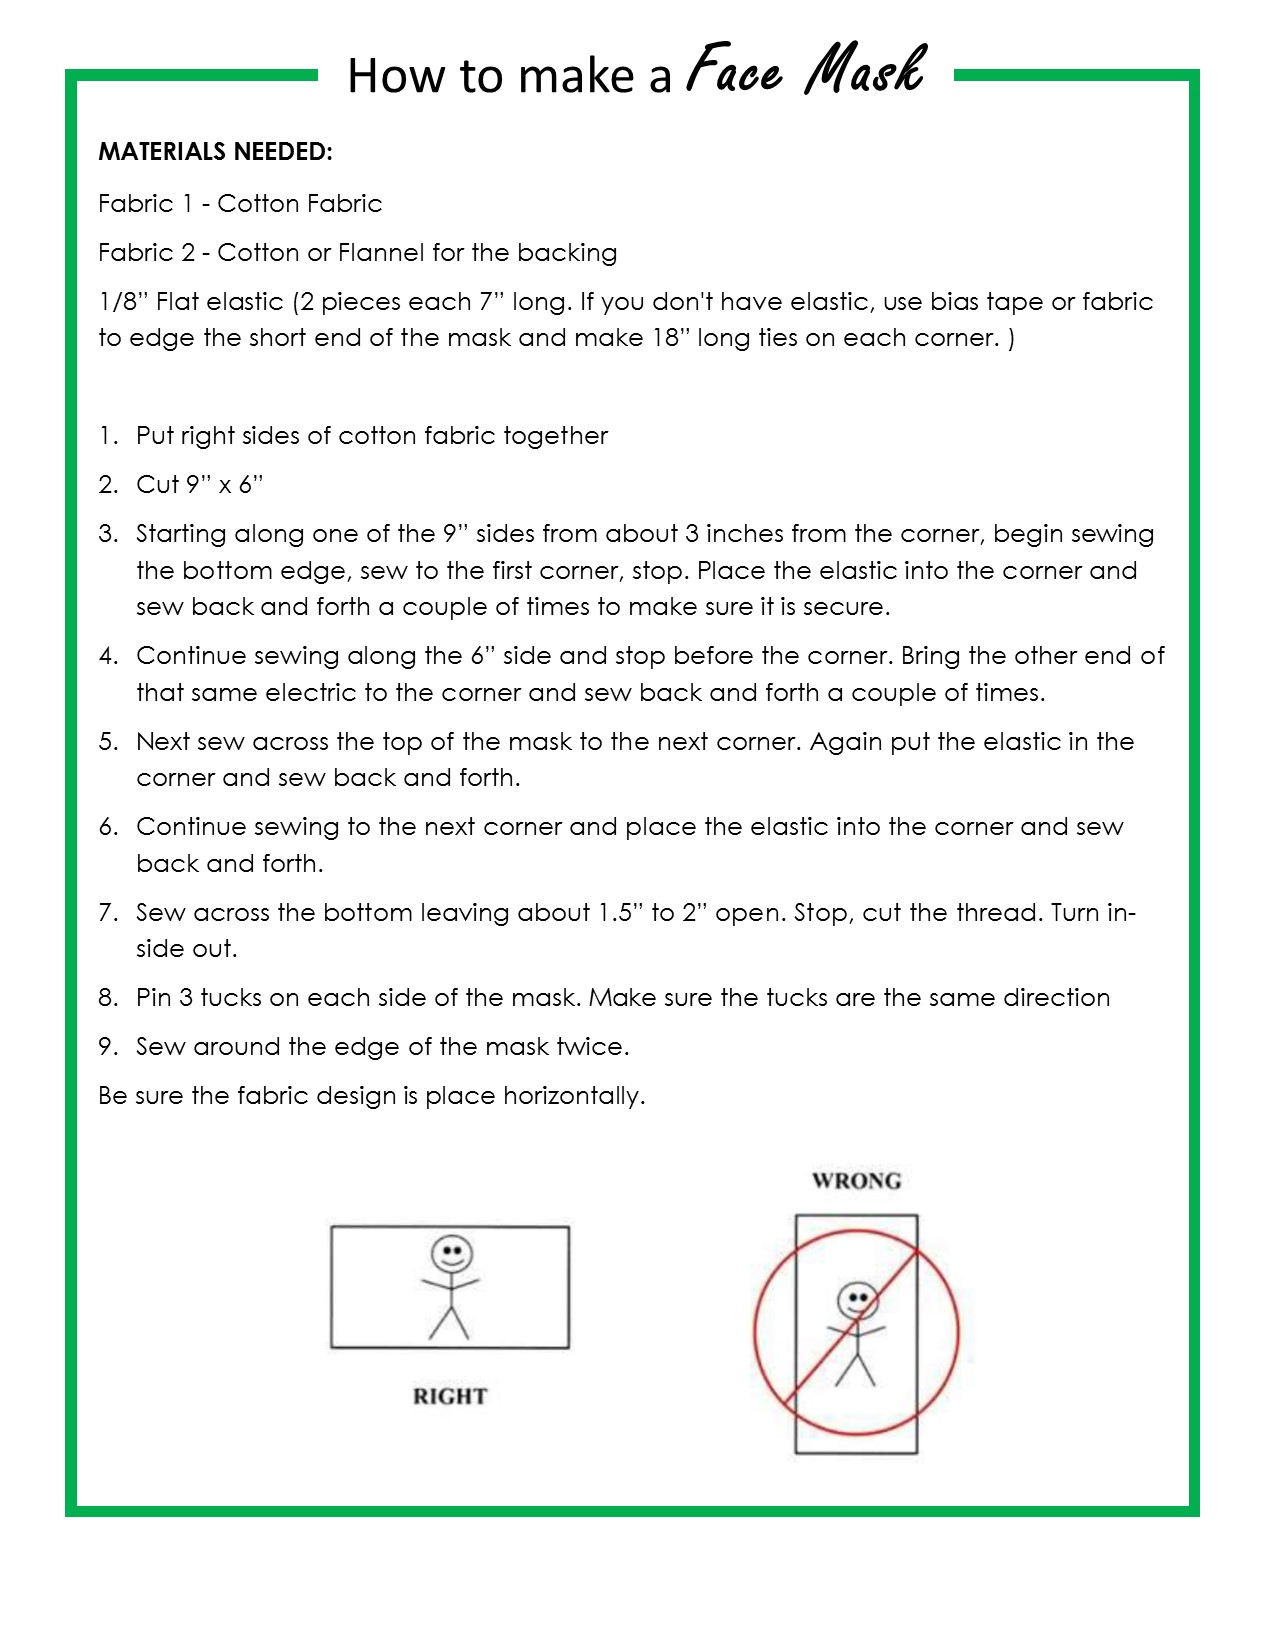 How to make a Face Mask
MATERIALS NEEDED:
Fabric 1 - Cotton Fabric
Fabric 2 - Cotton or Flannel for the backing
1/8” Flat elastic (2 pieces each 7” long. If you don't have elastic, use bias tape or fabric
to edge the short end of the mask and make 18” long ties on each corner. )
1. Put right sides of cotton fabric together
2. Cut 9” x 6”
3. Starting along one of the 9” sides from about 3 inches from the corner, begin sewing
the bottom edge, sew to the first corner, stop. Place the elastic into the corner and
sew back and forth a couple of times to make sure it is secure.
4. Continue sewing along the 6” side and stop before the corner. Bring the other end of
that same electric to the corner and sew back and forth a couple of times.
5. Next sew across the top of the mask to the next corner. Again put the elastic in the
corner and sew back and forth.
6. Continue sewing to the next corner and place the elastic into the corner and sew
back and forth.
7. Sew across the bottom leaving about 1.5” to 2” open. Stop, cut the thread. Turn in-
side out.
8. Pin 3 tucks on each side of the mask. Make sure the tucks are the same direction
9. Sew around the edge of the mask twice.
Be sure the fabric design is place horizontally.
WRONG
RIGHT